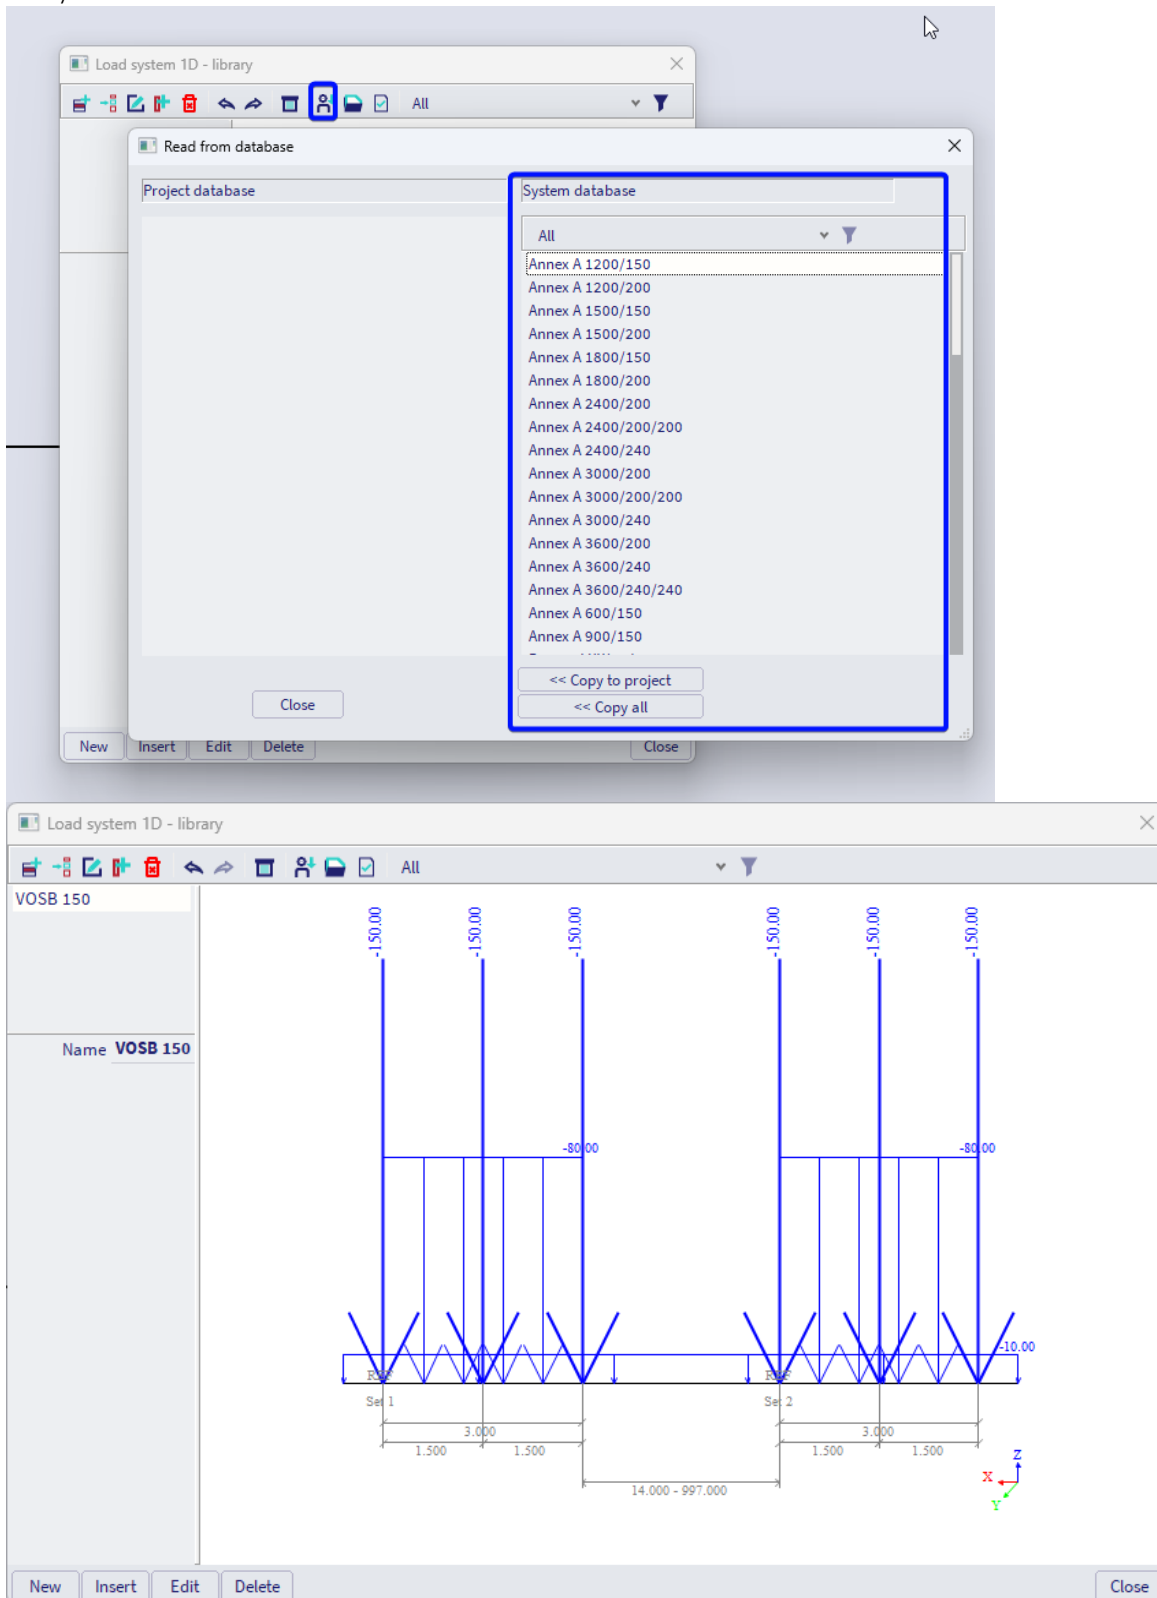 Load system 1D - library
All
Read from database
Project database
System database
All
Annex A 1200/150
Annex A 1200/200
Annex A 1500/150
Annex A 1500/200
Annex A 1800/150
Annex A 1800/200
Annex A 2400/200
Annex A 2400/200/200
Annex A 2400/240
Annex A 3000/200
Annex A 3000/200/200
Annex A 3000/240
Annex A 3600/200
Annex A 3600/240
Annex A 3600/240/240
Annex A 600/150
Annex A 900/150
<< Copy to project
Close
<< Copy all
New Insert Edit Delete Close
Load system 1D - library
All
VOSB 150
Name VOSB 150
-150.00 -150.00 -150.00 -150.00 -150.00 -150.00
-80.00 -80.00
-10.00
REF REF
Set 1 Set 2
3.000 3.000
1.500 1.500 1.500 1.500
Z
X
14.000 - 997.000
Y
New Insert Edit Delete Close